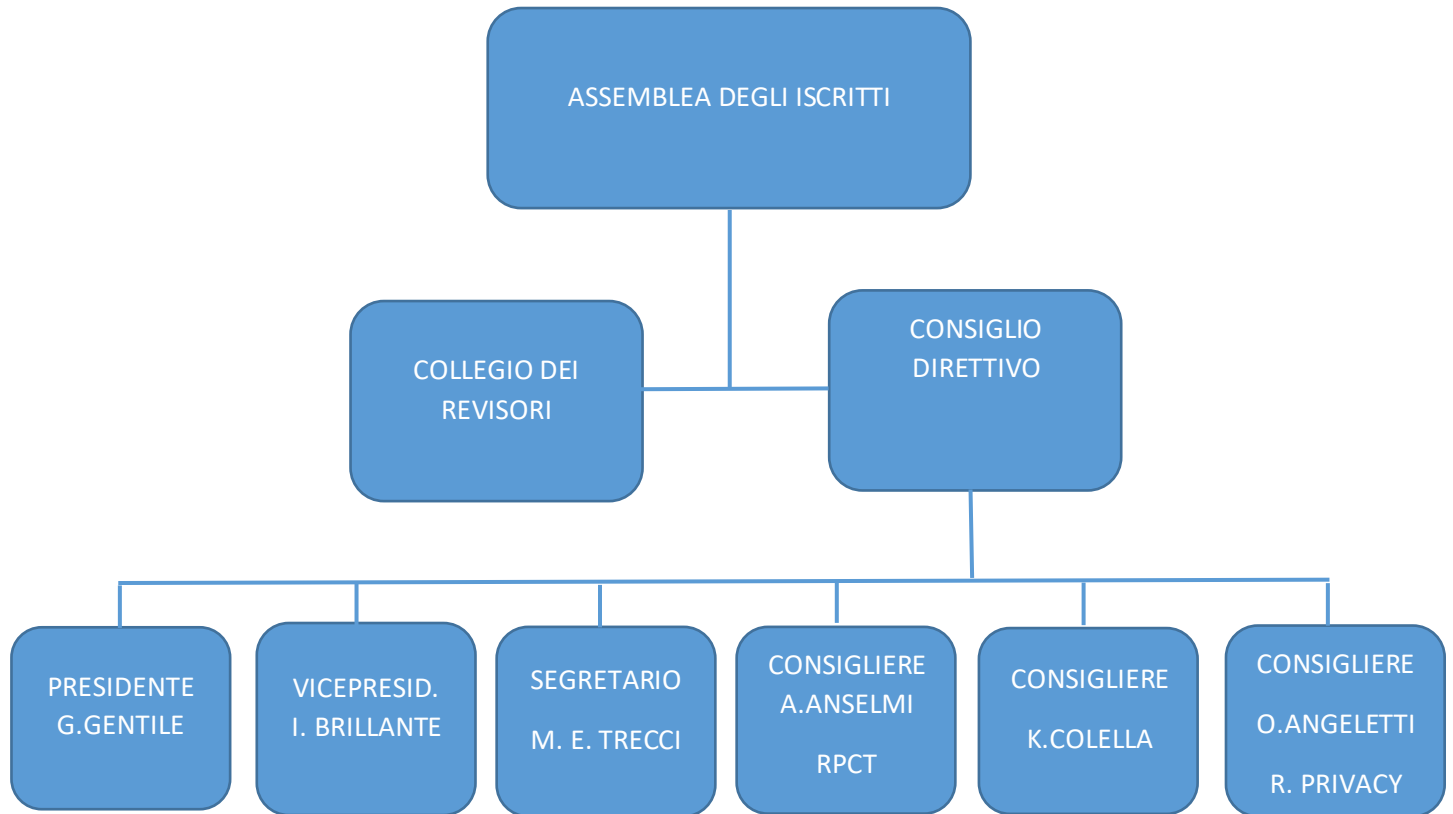 ASSEMBLEA DEGLI ISCRITTI
COLLEGIO DEI
REVISORI
CONSIGLIO
DIRETTIVO
PRESIDENTE
G.GENTILE
VICEPRESID.
I. BRILLANTE
SEGRETARIO
M. E. TRECCI
CONSIGLIERE
A.ANSELMI
RPCT
CONSIGLIERE
K.COLELLA
CONSIGLIERE
O.ANGELETTI
R. PRIVACY